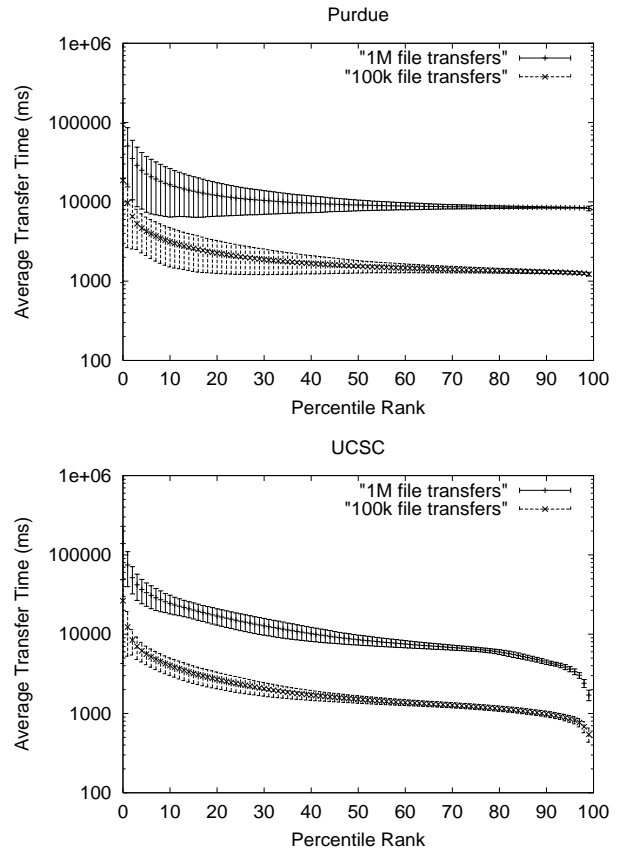 Purdue
1e+06
100000
10000
1000
100
Average Transfer Time (ms)
"1M file transfers"
"100k file transfers"
0 10 20 30 40 50 60 70 80 90 100
Percentile Rank
UCSC
1e+06
100000
10000
1000
100
Average Transfer Time (ms)
"1M file transfers"
"100k file transfers"
0 10 20 30 40 50 60 70 80 90 100
Percentile Rank